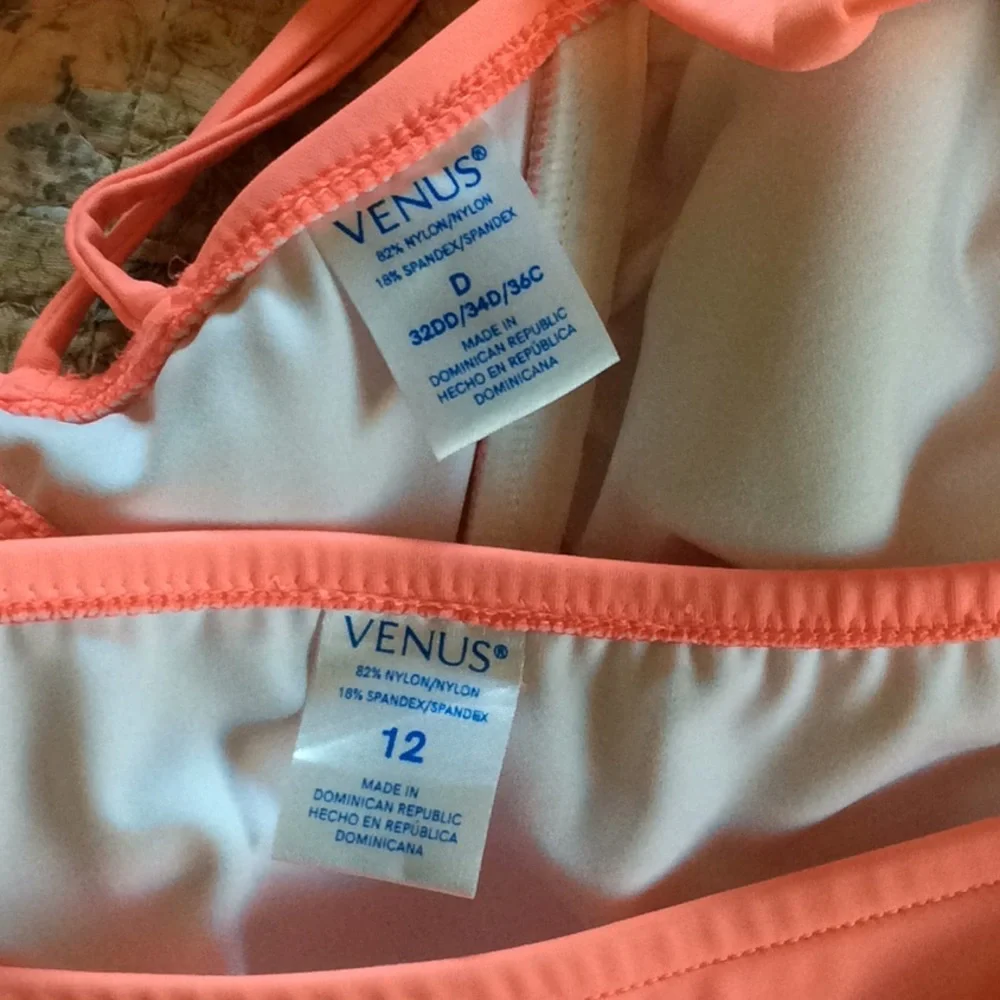 VENUS®
82% NYLON/NYLON
18% SPANDEX/SPANDEX
D
32DD/34D/36C
MADE IN
DOMINICAN REPUBLIC
HECHO EN REPÚBLICA
DOMINICANA
VENUS®
82% NYLON/NYLON
18% SPANDEX/SPANDEX
12
MADE IN
DOMINICAN REPUBLIC
HECHO EN REPÚBLICA
DOMINICANA